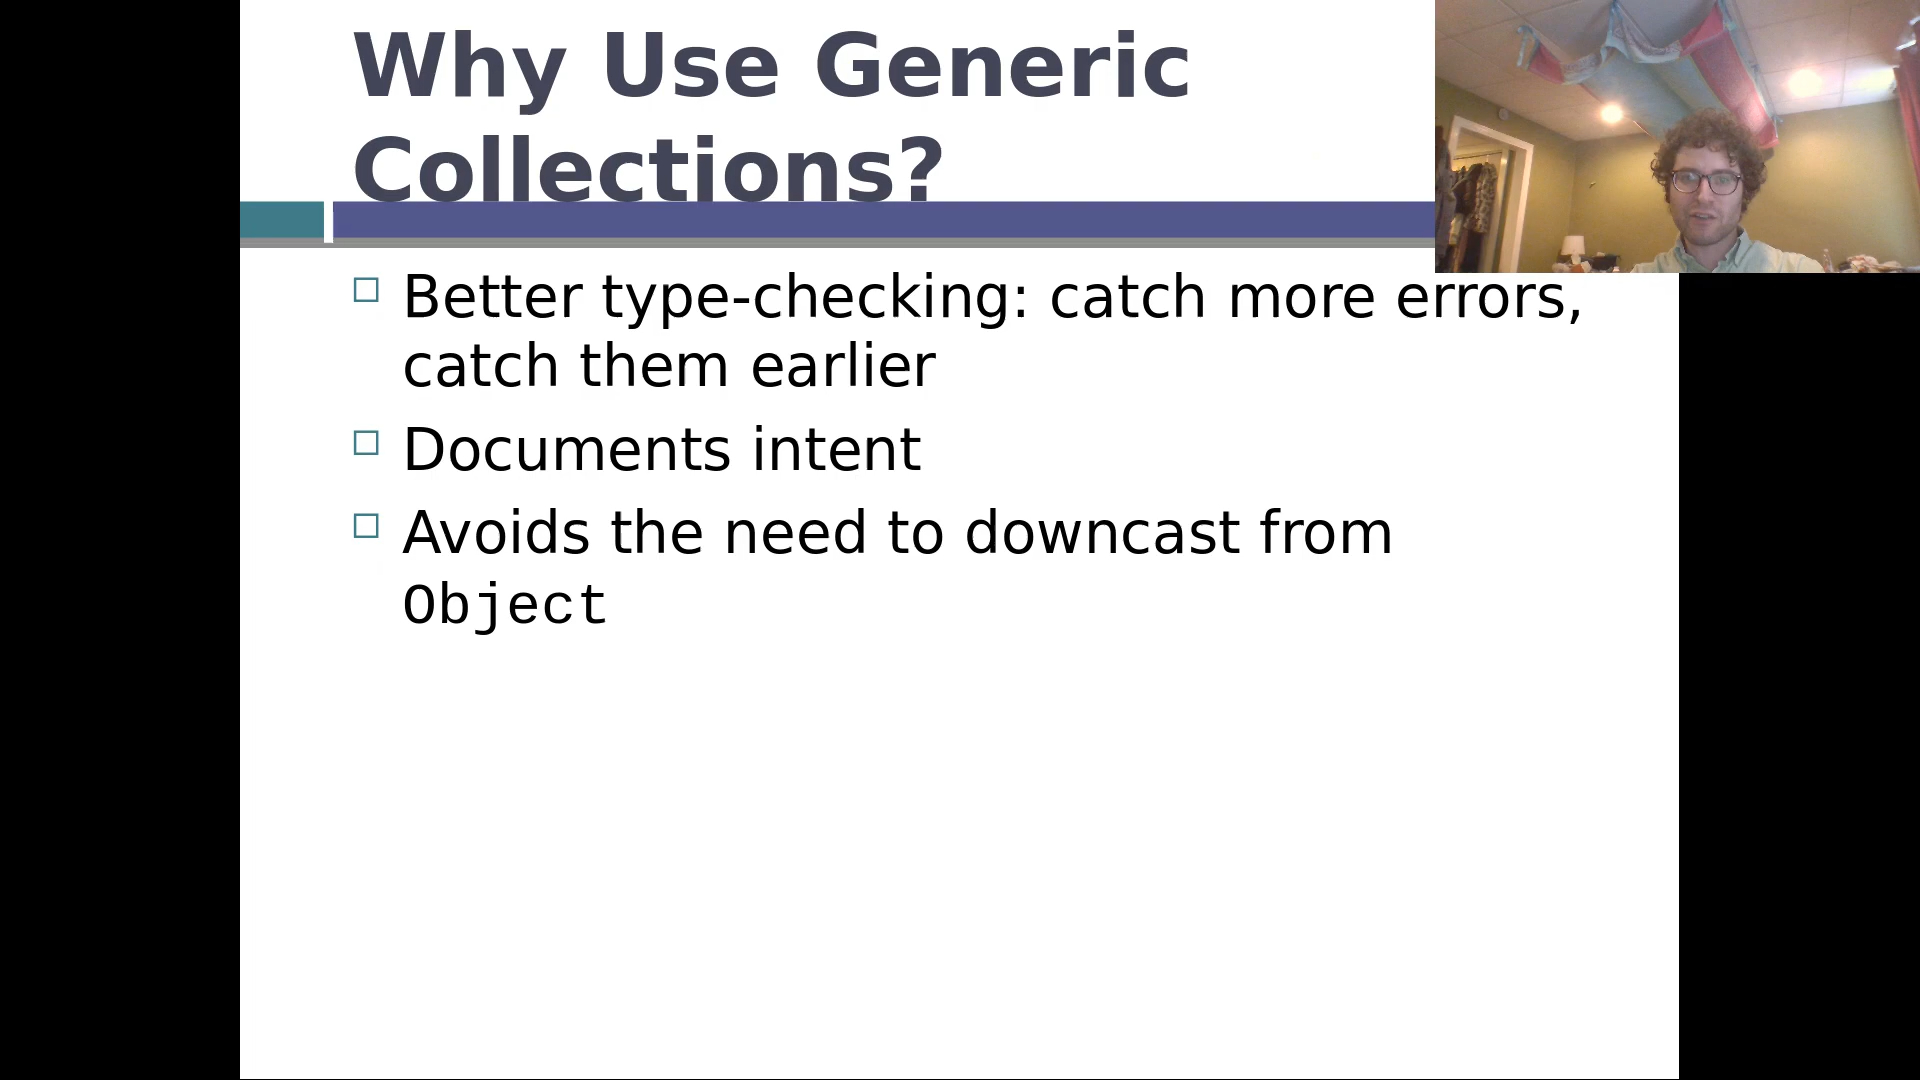 Why Use Generic
Collections?
Better type-checking: catch more errors,
catch them earlier
Documents intent
Avoids the need to downcast from
Object